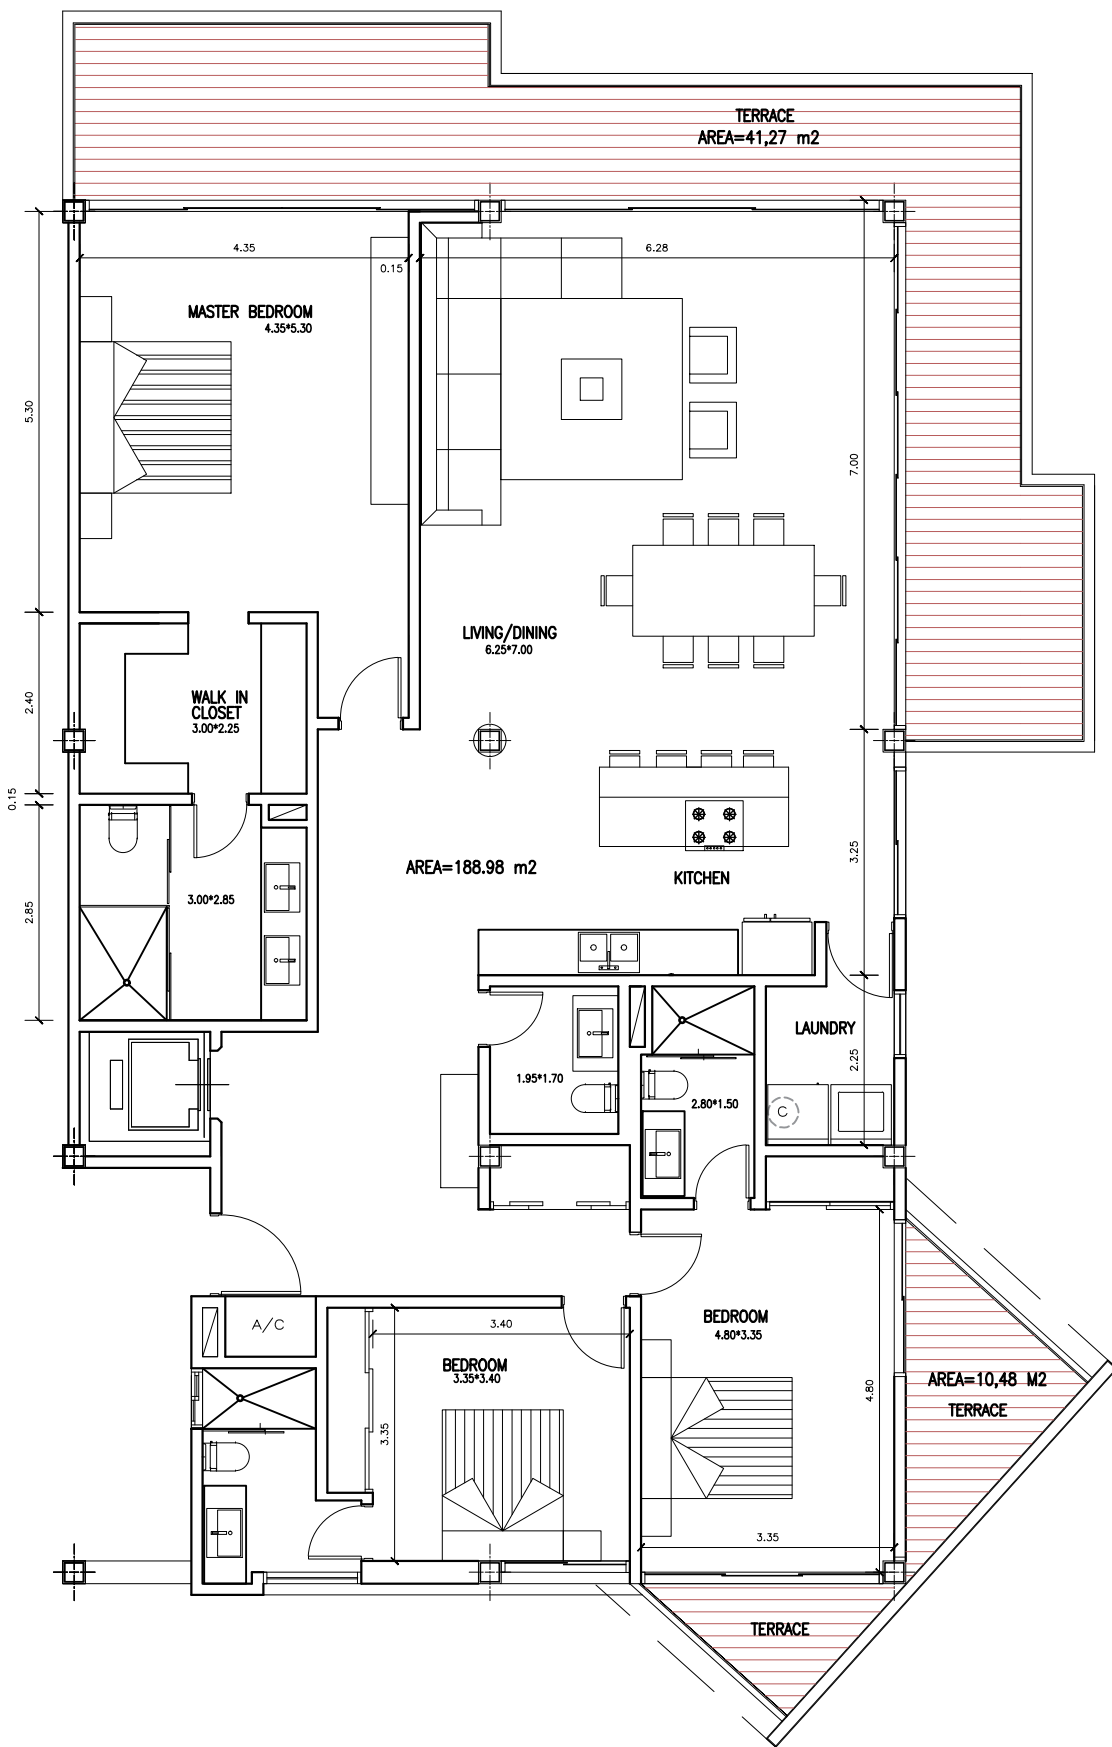 TERRACE
AREA=41,27 m2
4.35
0.15
6.28
MASTER BEDROOM
4.35*5.30
5.30
7.00
LIVING/DINING
6.25*7.00
WALK IN
CLOSET
3.00*2.25
2.40
0.15
3.25
AREA=188.98 m2
KITCHEN
3.00*2.85
2.85
LAUNDRY
2.25
1.95*1.70
2.80*1.50
C
A/C
3.40
BEDROOM
3.35*3.40
3.35
BEDROOM
4.80*3.35
4.80
AREA=10,48 M2
TERRACE
3.35
TERRACE